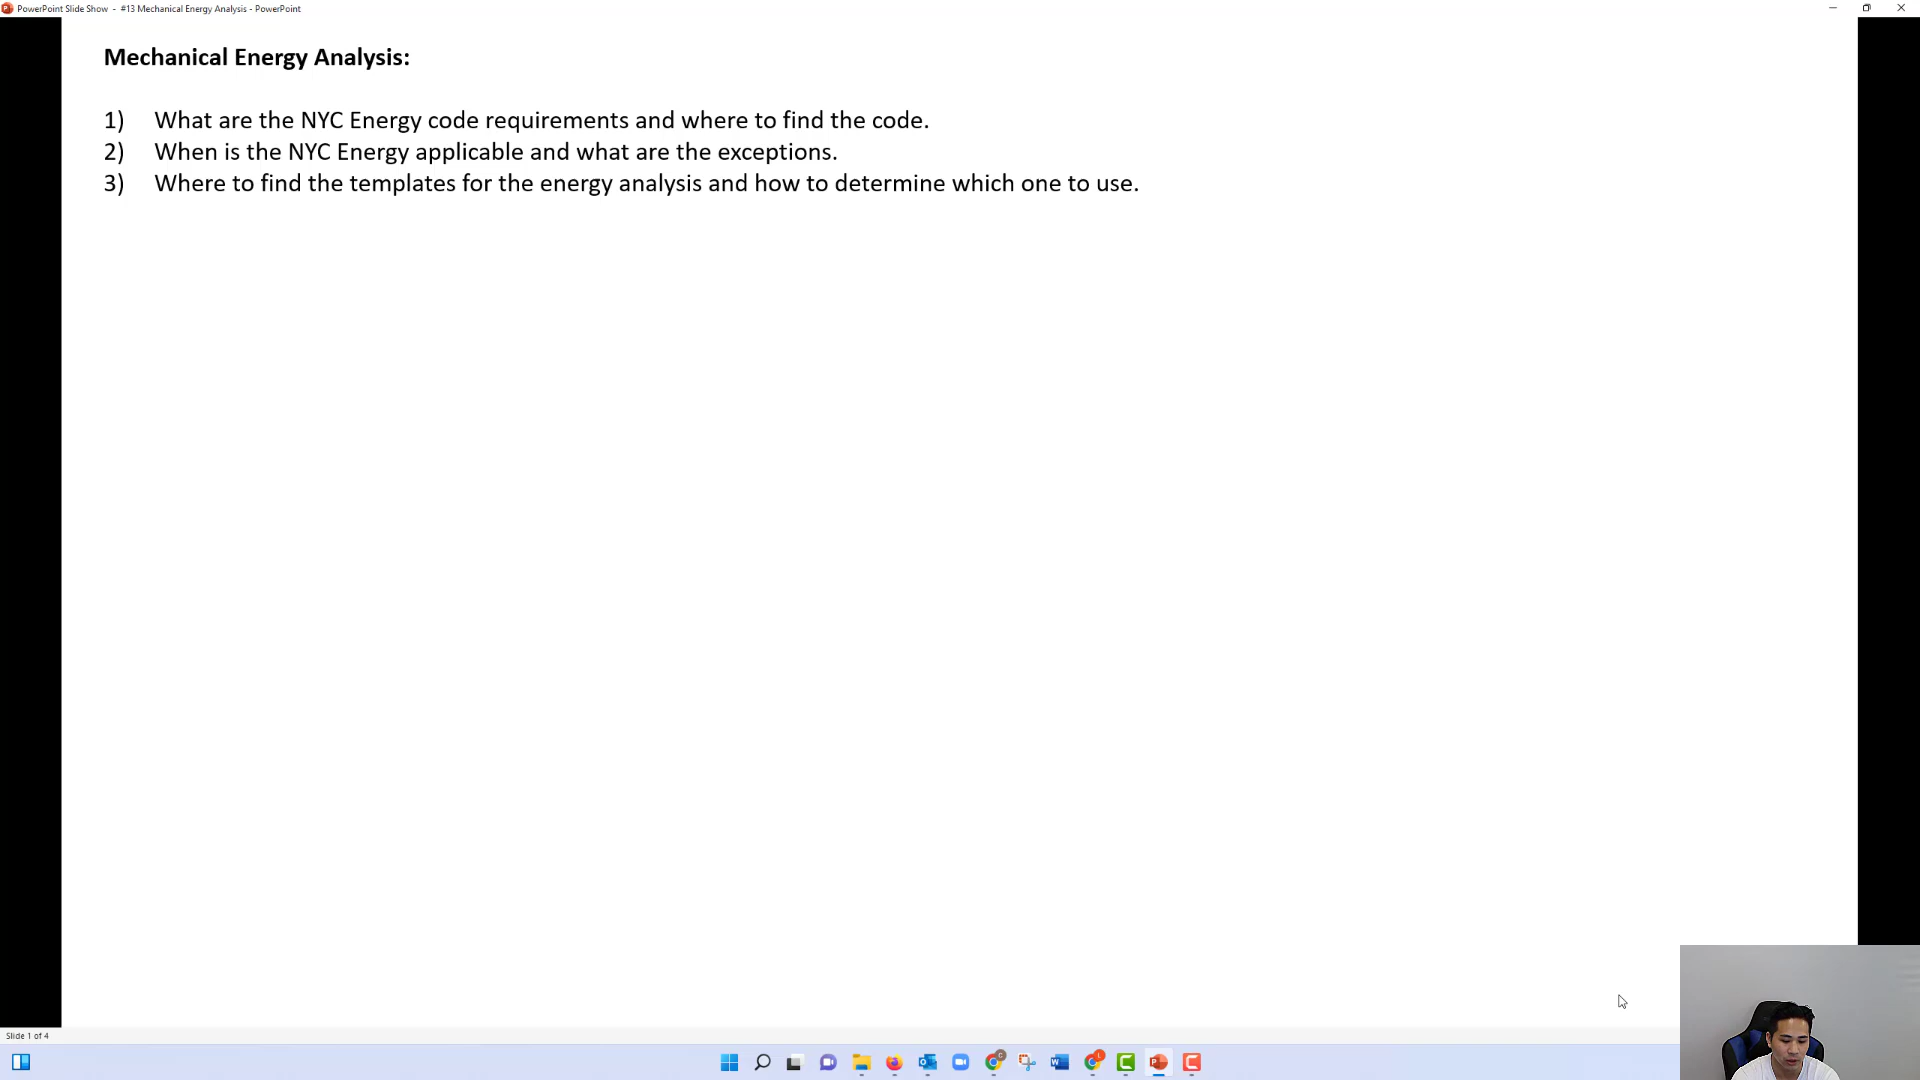 PowerPoint Slide Show - #13 Mechanical Energy Analysis - PowerPoint
Mechanical Energy Analysis:
1) What are the NYC Energy code requirements and where to find the code.
2) When is the NYC Energy applicable and what are the exceptions.
3) Where to find the templates for the energy analysis and how to determine which one to use.
Slide 1 of 4